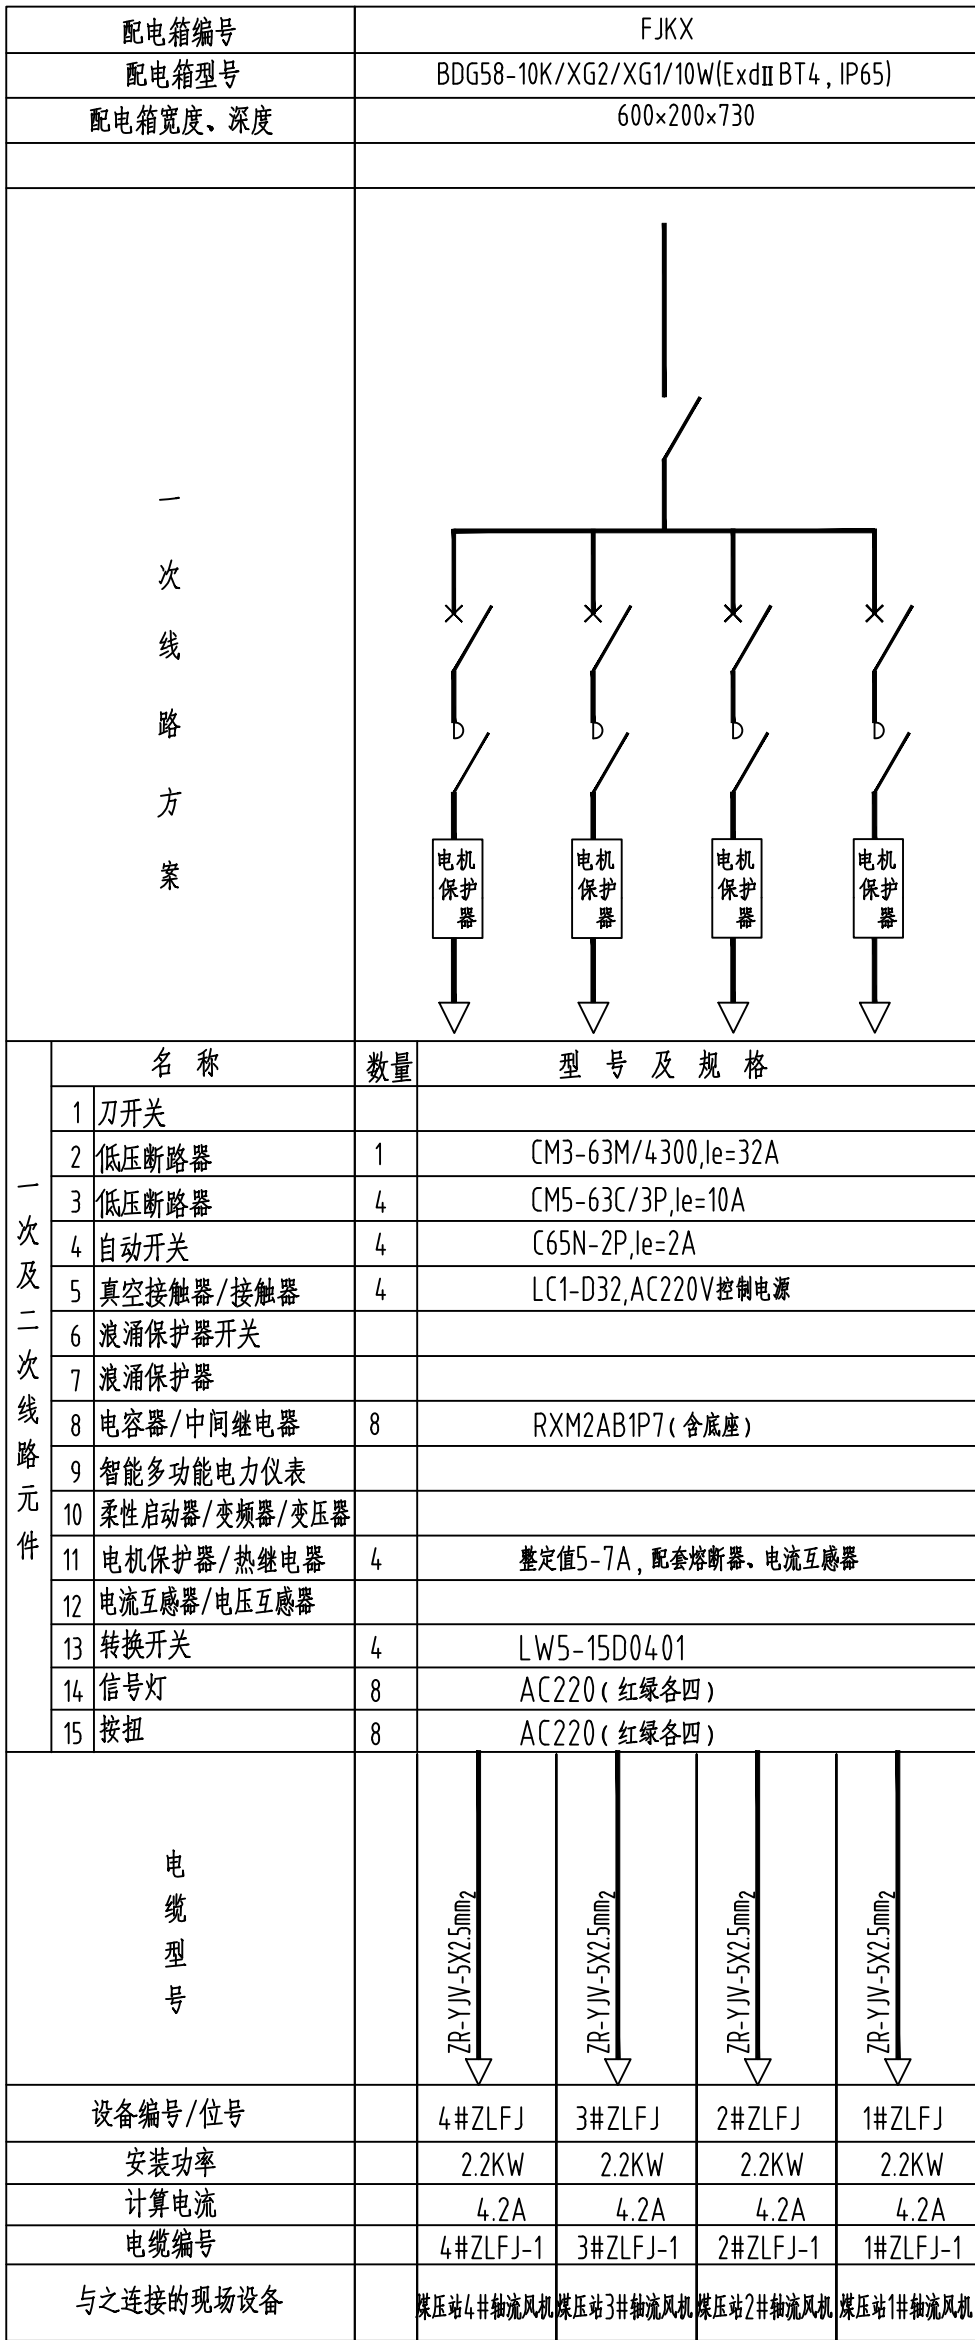 配电箱编号 FJKX
配电箱型号 BDG58-10K/XG2/XG1/10W(ExdⅡBT4，IP65)
配电箱宽度、深度 600×200×730
一次线路方案
电机 电机 电机 电机
保护 保护 保护 保护
器 器 器 器
一次及二次线路元件
名 称 数量 型 号 及 规 格
1 刀开关
2 低压断路器 1 CM3-63M/4300,Ie=32A
3 低压断路器 4 CM5-63C/3P,Ie=10A
4 自动开关 4 C65N-2P,Ie=2A
5 真空接触器/接触器 4 LC1-D32,AC220V控制电源
6 浪涌保护器开关
7 浪涌保护器
8 电容器/中间继电器 8 RXM2AB1P7(含底座)
9 智能多功能电力仪表
10 柔性启动器/变频器/变压器
11 电机保护器/热继电器 4 整定值5-7A，配套熔断器、电流互感器
12 电流互感器/电压互感器
13 转换开关 4 LW5-15D0401
14 信号灯 8 AC220(红绿各四)
15 按扭 8 AC220(红绿各四)
电缆型号
ZR-YJV-5X2.5mm2 ZR-YJV-5X2.5mm2 ZR-YJV-5X2.5mm2 ZR-YJV-5X2.5mm2
设备编号/位号 4#ZLFJ 3#ZLFJ 2#ZLFJ 1#ZLFJ
安装功率 2.2KW 2.2KW 2.2KW 2.2KW
计算电流 4.2A 4.2A 4.2A 4.2A
电缆编号 4#ZLFJ-1 3#ZLFJ-1 2#ZLFJ-1 1#ZLFJ-1
与之连接的现场设备 煤压站4#轴流风机 煤压站3#轴流风机 煤压站2#轴流风机 煤压站1#轴流风机